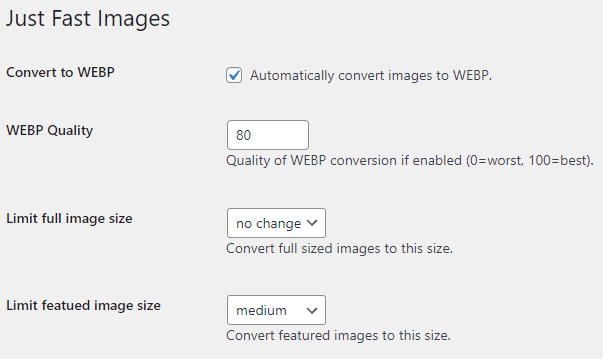 Just Fast Images
Convert to WEBP
Automatically convert images to WEBP.
WEBP Quality
80
Quality of WEBP conversion if enabled (0=worst, 100=best).
Limit full image size
no change
Convert full sized images to this size.
Limit featued image size
medium
Convert featured images to this size.